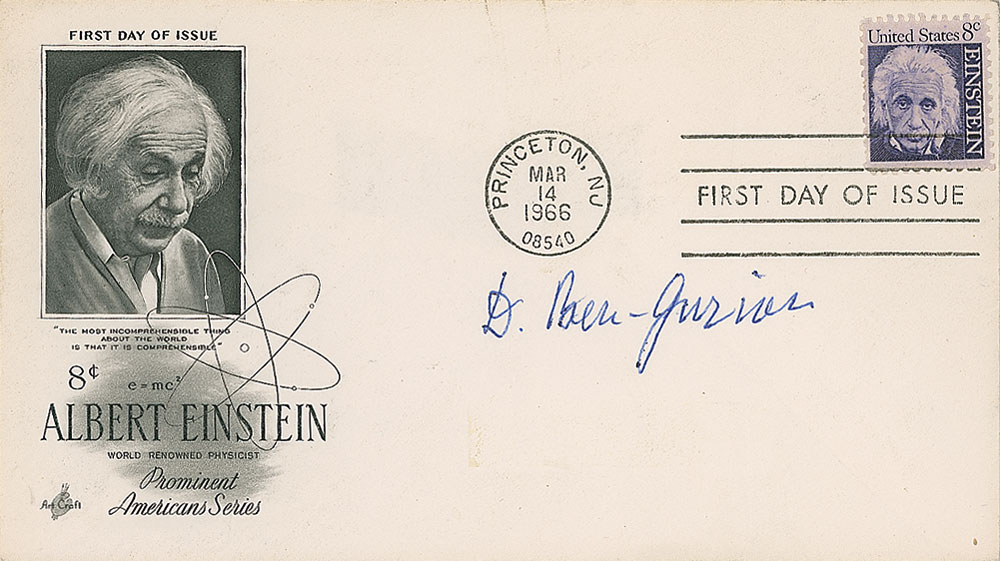 FIRST DAY OF ISSUE
"THE MOST INCOMPREHENSIBLE THING
ABOUT THE WORLD
IS THAT IT IS COMPREHENSIBLE"
8¢
e=mc²
ALBERT EINSTEIN
WORLD RENOWNED PHYSICIST
Prominent
Americans Series
Art Craft
PRINCETON, NJ
MAR
14
1966
08540
United States 8c
EINSTEIN
FIRST DAY OF ISSUE
D. Ben-Gurion